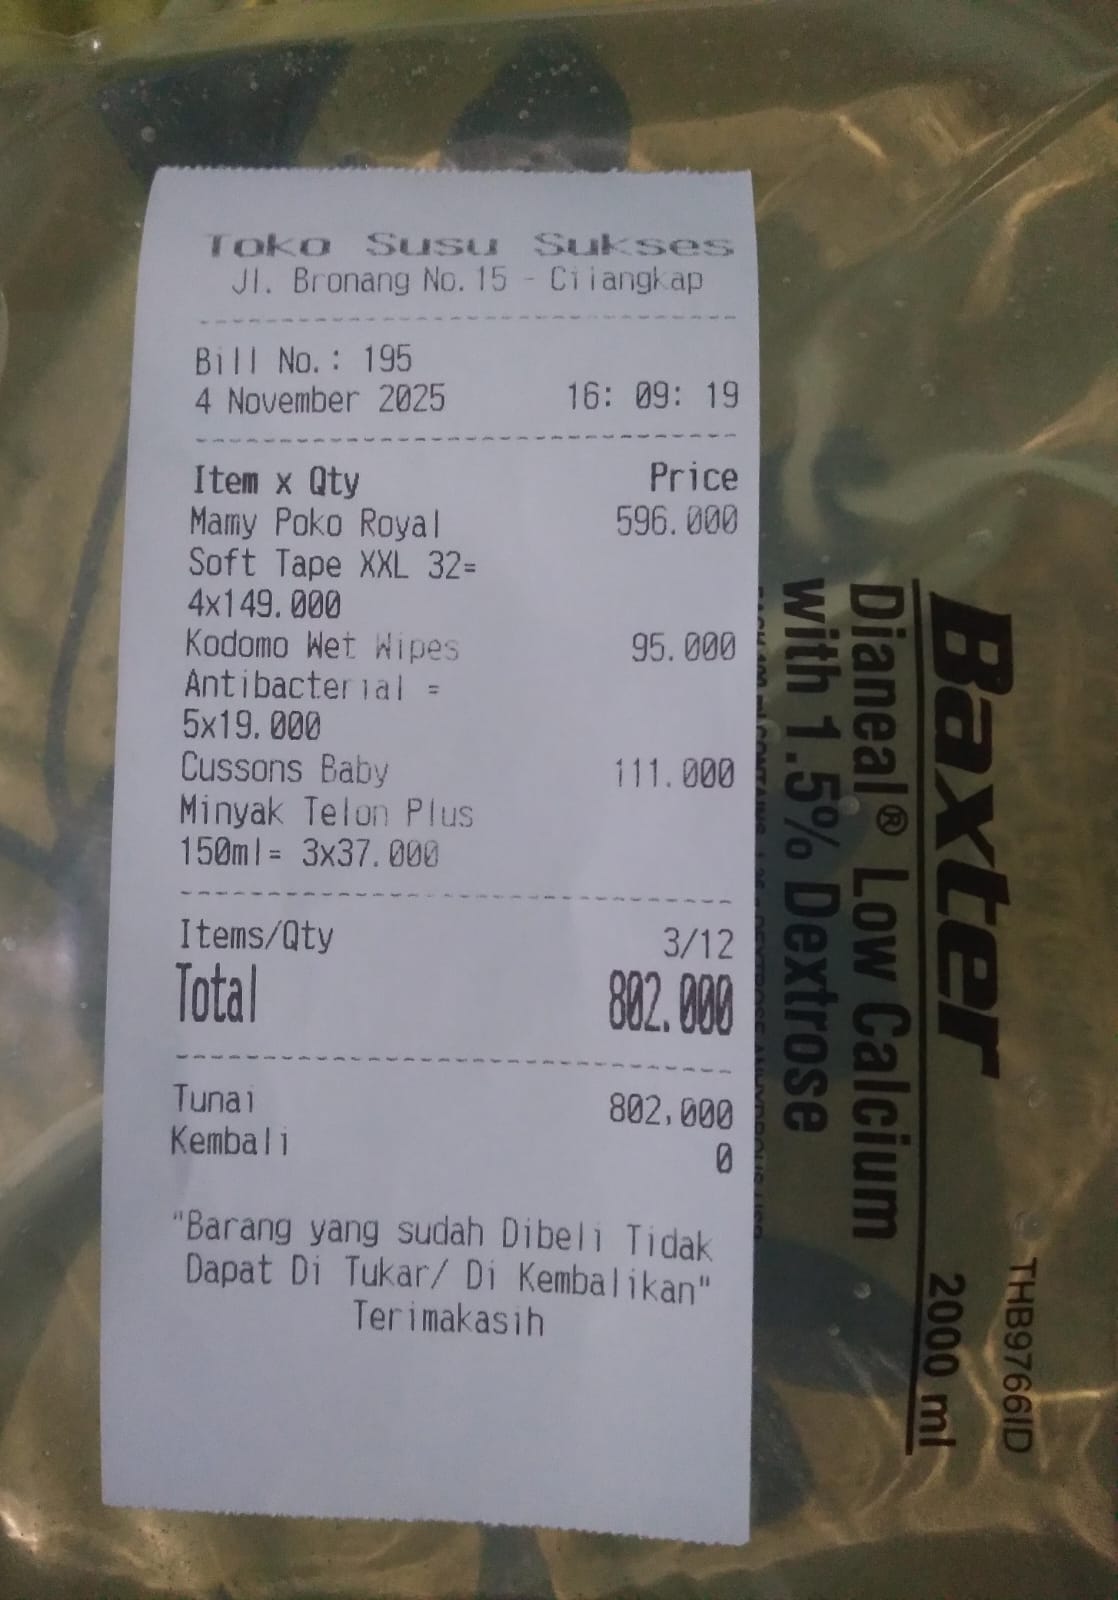 Toko Susu Sukses
Jl. Bronang No.15 - Cilangkap
Bill No.: 195
4 November 2025 16: 09: 19
Item x Qty Price
Mamy Poko Royal 596.000
Soft Tape XXL 32=
4x149.000
Kodomo Wet Wipes 95.000
Antibacterial =
5x19.000
Cussons Baby 111.000
Minyak Telon Plus
150ml= 3x37.000
Items/Qty 3/12
Total 802.000
Tunai 802,000
Kembali 0
"Barang yang sudah Dibeli Tidak
Dapat Di Tukar/ Di Kembalikan"
Terimakasih
THB9766ID
Baxter
2000 ml
Dianeal® Low Calcium
with 1.5% Dextrose